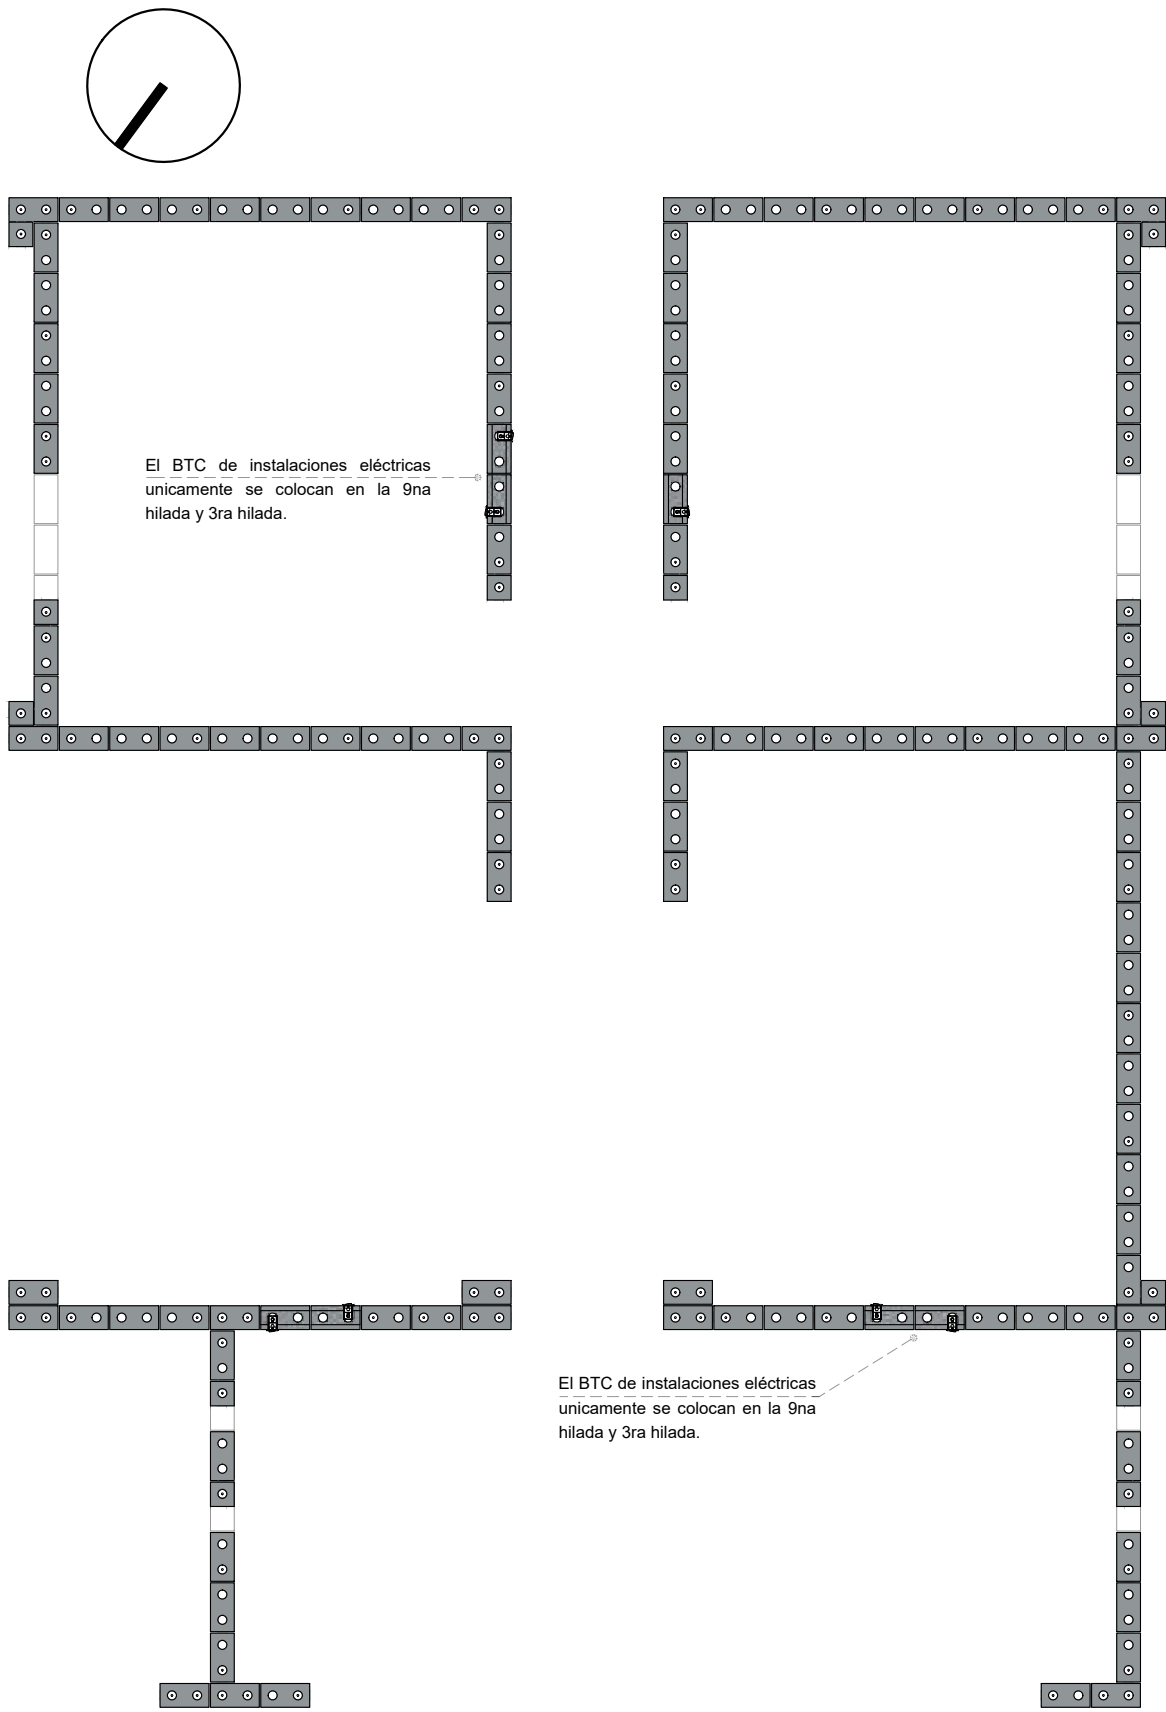 El BTC de instalaciones eléctricas
unicamente se colocan en la 9na
hilada y 3ra hilada.
El BTC de instalaciones eléctricas
unicamente se colocan en la 9na
hilada y 3ra hilada.